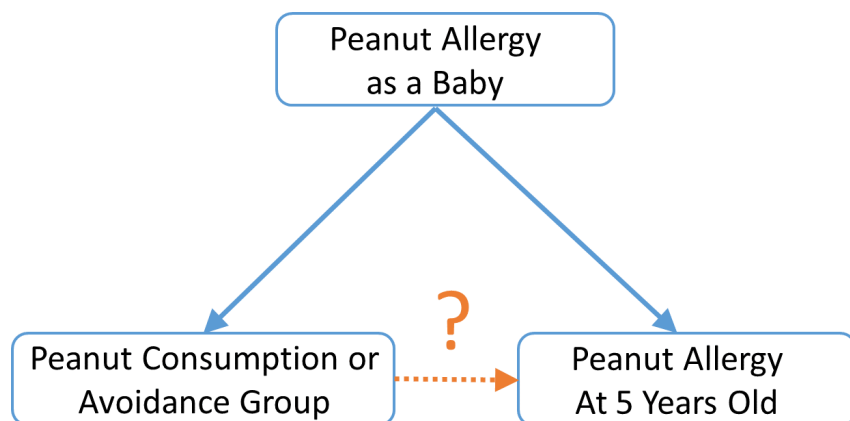 Peanut Allergy
as a Baby
?
Peanut Consumption or
Avoidance Group
Peanut Allergy
At 5 Years Old